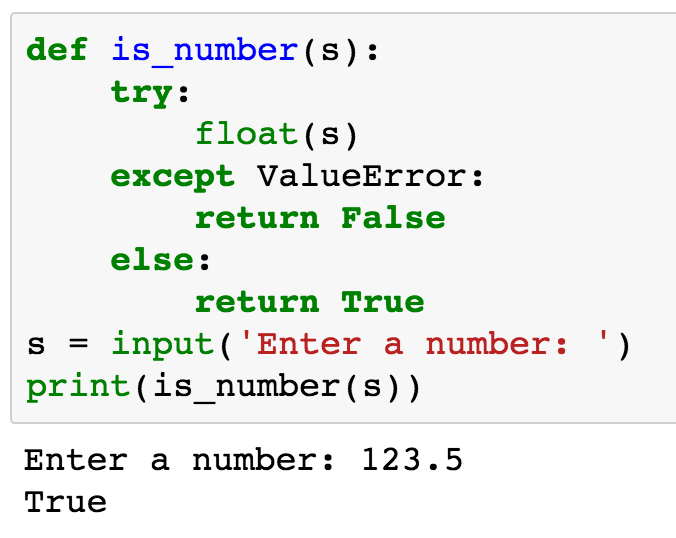 def is_number(s):
    try:
        float(s)
    except ValueError:
        return False
    else:
        return True
s = input('Enter a number: ')
print(is_number(s))
Enter a number: 123.5
True